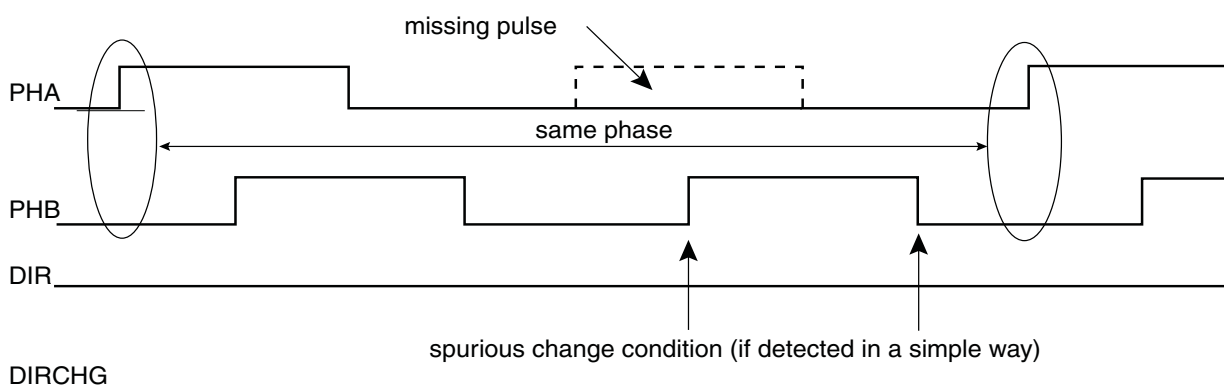 missing pulse
PHA
same phase
PHB
DIR
spurious change condition (if detected in a simple way)
DIRCHG